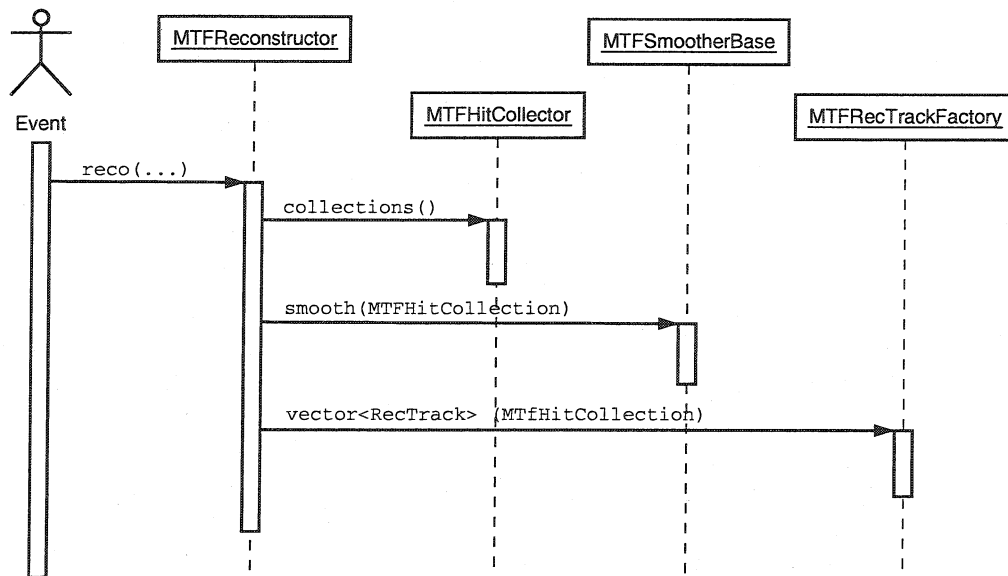 MTFReconstructor
MTFSmootherBase
MTFHitCollector
MTFRecTrackFactory
Event
reco(...)
collections()
smooth(MTFHitCollection)
vector<RecTrack> (MTfHitCollection)